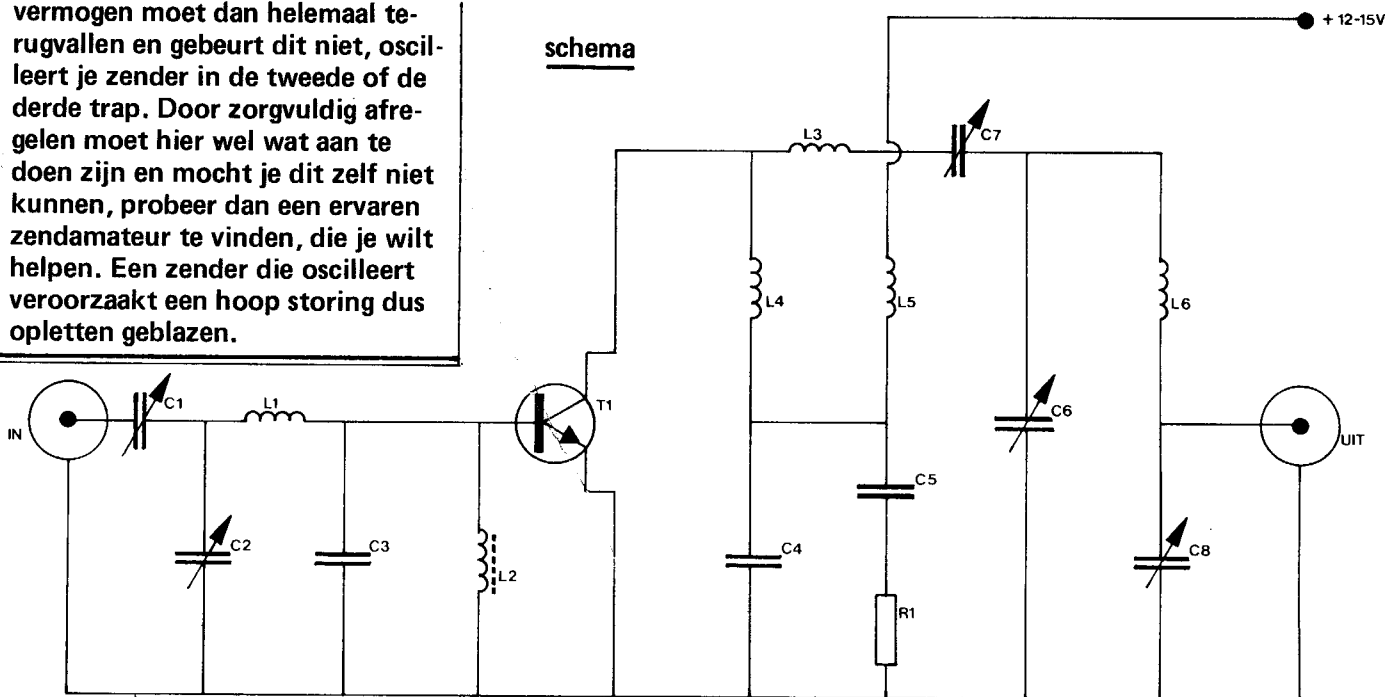 vermogen moet dan helemaal te-
rugvallen en gebeurt dit niet, oscil-
leert je zender in de tweede of de
derde trap. Door zorgvuldig afre-
gelen moet hier wel wat aan te
doen zijn en mocht je dit zelf niet
kunnen, probeer dan een ervaren
zendamateur te vinden, die je wilt
helpen. Een zender die oscilleert
veroorzaakt een hoop storing dus
opletten geblazen.
schema
+ 12-15V
L3
C7
L4
L5
L6
IN
C1
L1
T1
C6
UIT
C5
C2
C3
L2
C4
C8
R1